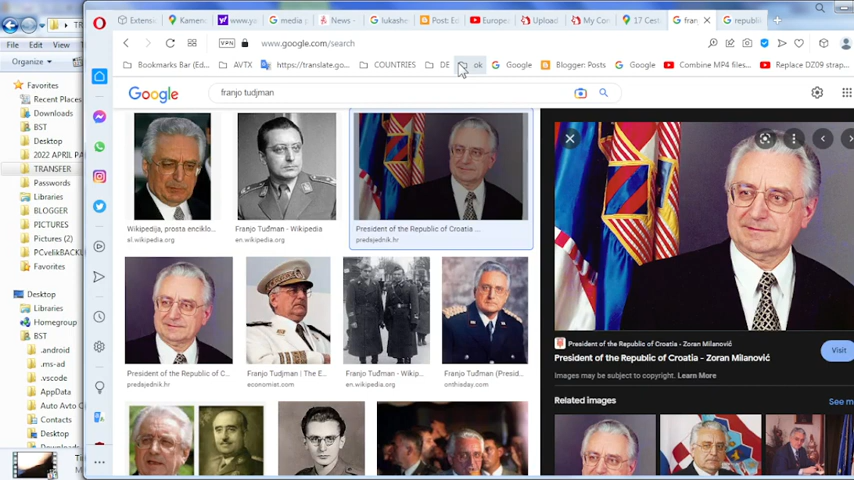 Extensi
Kamenc
www.yo
media p
News -
lukashe
Post: Ed
Europe
Upload
My Con
17 Cest
fran
republi
File
Edit
VPN
www.google.com/search
Organize
Bookmarks Bar (Ed...
AVTX
https://translate.go...
COUNTRIES
DE
ok
Google
Blogger: Posts
Google
Compare MP4 files...
Replace DZ09 strap...
Favorites
Recent Places
Downloads
BST
Desktop
2022 APRIL PA
TRANSFER
Passwords
Libraries
BLOGGER
PICTURES
Pictures (2)
PCvelikBACKU
Favorites
Desktop
Libraries
Homegroup
BST
.android
.ms-ad
.vscode
AppData
Auto Avto C
Contacts
Desktop
Google
franjo tudjman
Wikipedija, prosta enciklo...
sl.wikipedia.org
Franjo Tuđman - Wikipedia
en.wikipedia.org
President of the Republic of Croatia ...
predsjednik.hr
President of the Republic of C...
predsjednik.hr
Franjo Tudjman | The E...
economist.com
Franjo Tuđman - Wikip...
en.wikipedia.org
Franjo Tuđman (Presid...
onthisday.com
President of the Republic of Croatia - Zoran Milanović
President of the Republic of Croatia - Zoran Milanović
Visit
Images may be subject to copyright. Learn More
Related images
See m